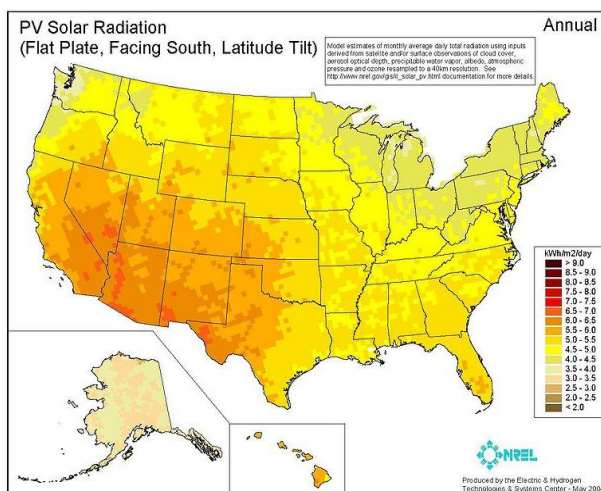 PV Solar Radiation
(Flat Plate, Facing South, Latitude Tilt)
Annual
Model estimates of monthly average daily total radiation using inputs
derived from satellite and/or surface observations of cloud cover,
aerosol optical depth, precipitable water vapor, albedo, atmospheric
pressure and ozone resampled to a 40km resolution. See
http://www.nrel.gov/gis/il_solar_pv.html documentation for more details.
kWh/m2/day
> 9.0
8.5 - 9.0
8.0 - 8.5
7.5 - 8.0
7.0 - 7.5
6.5 - 7.0
6.0 - 6.5
5.5 - 6.0
5.0 - 5.5
4.5 - 5.0
4.0 - 4.5
3.5 - 4.0
3.0 - 3.5
2.5 - 3.0
2.0 - 2.5
< 2.0
NREL
Produced by the Electric & Hydrogen
Technologies & Systems Center - May 200